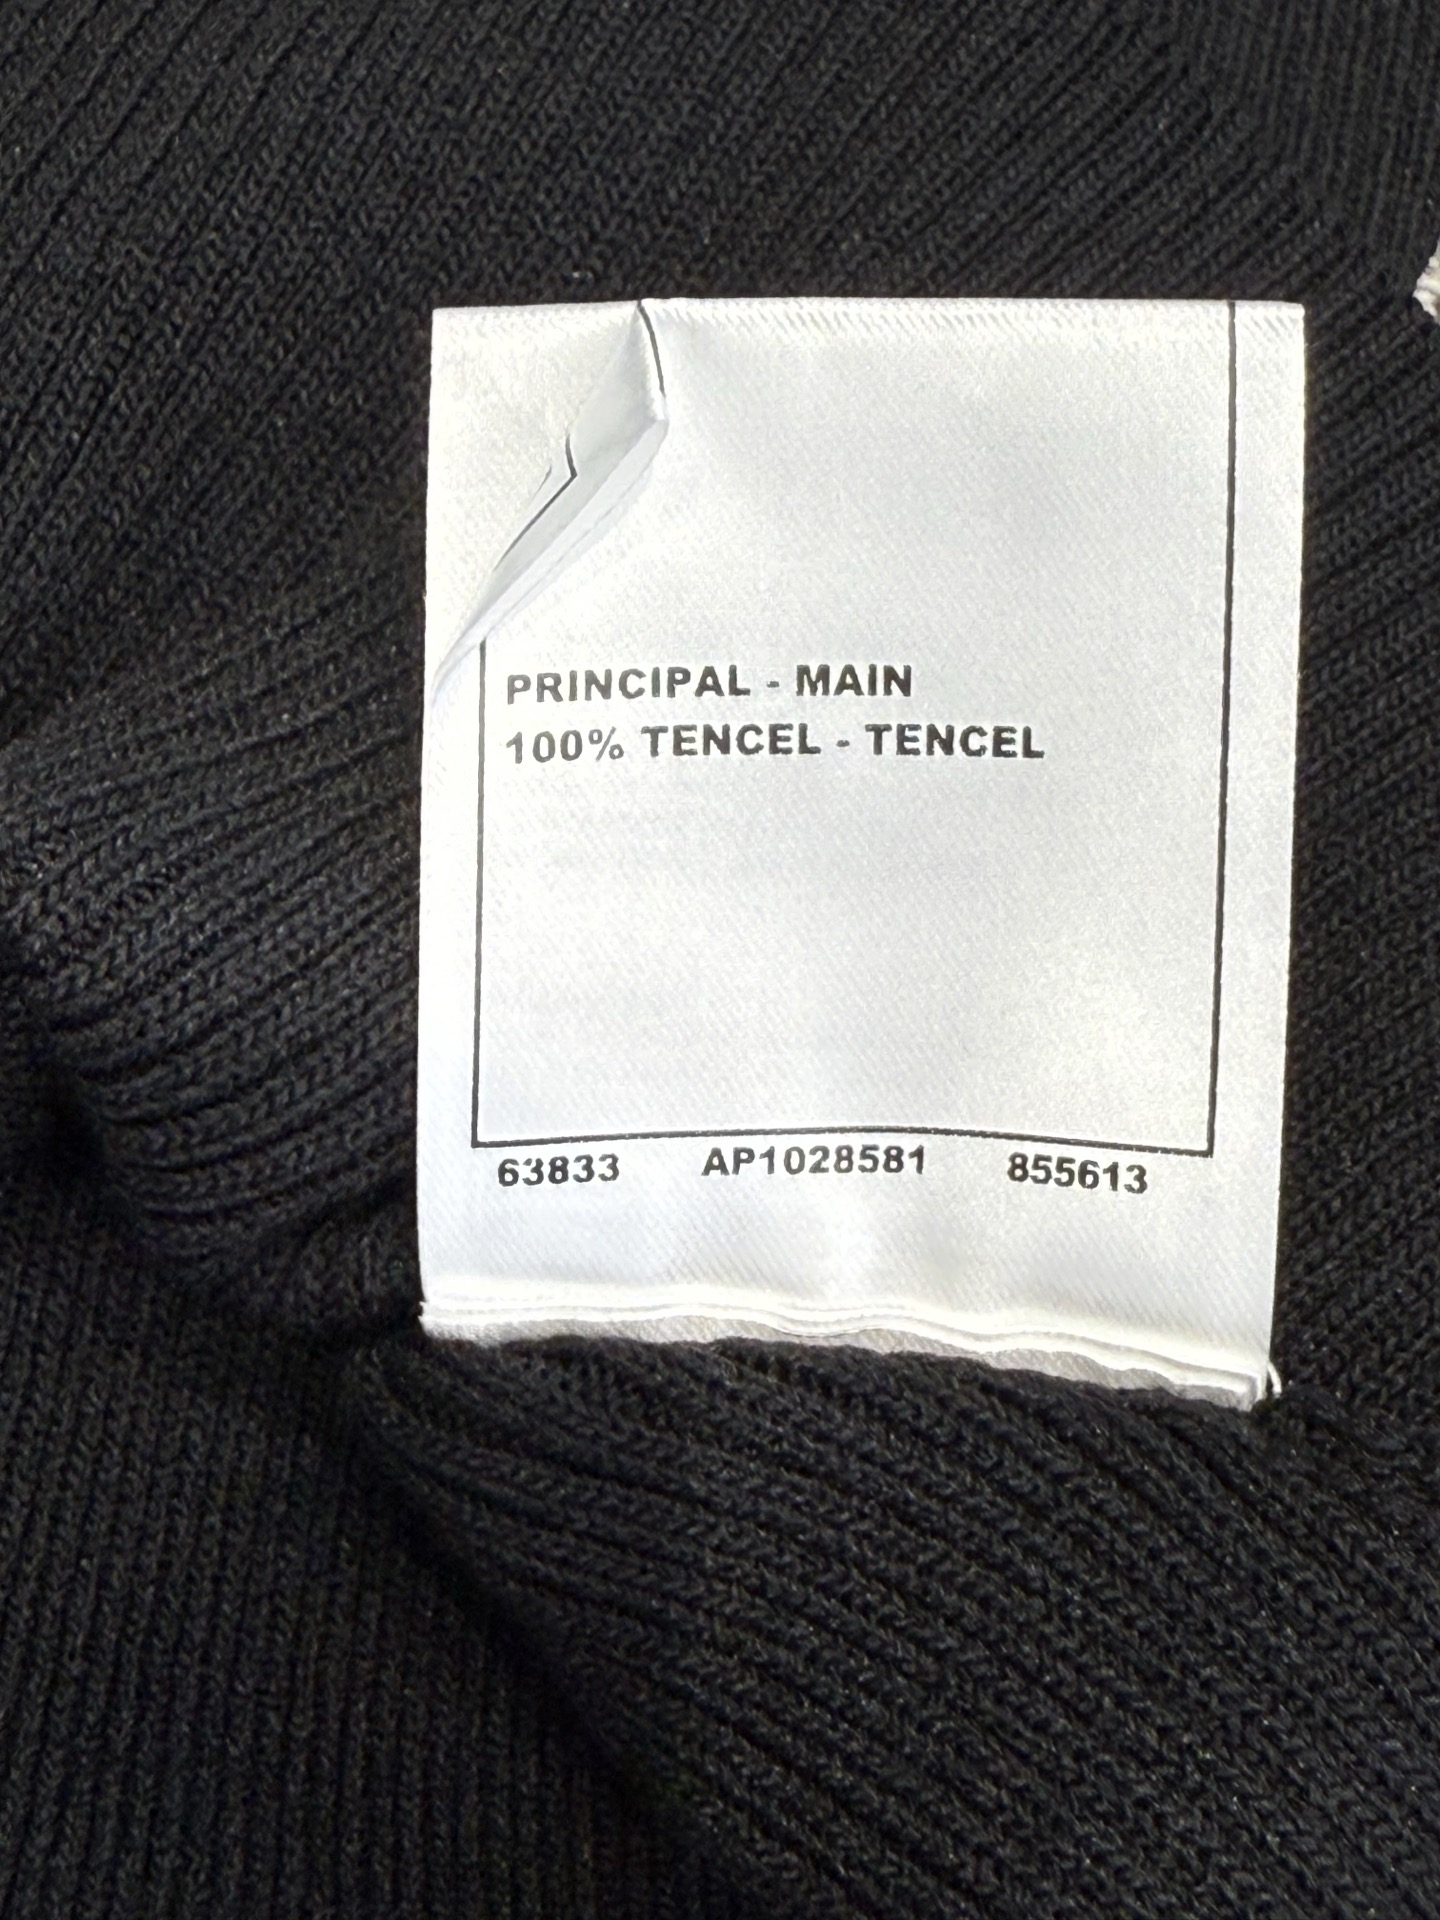 PRINCIPAL - MAIN
100% TENCEL - TENCEL
63833 AP1028581 855613